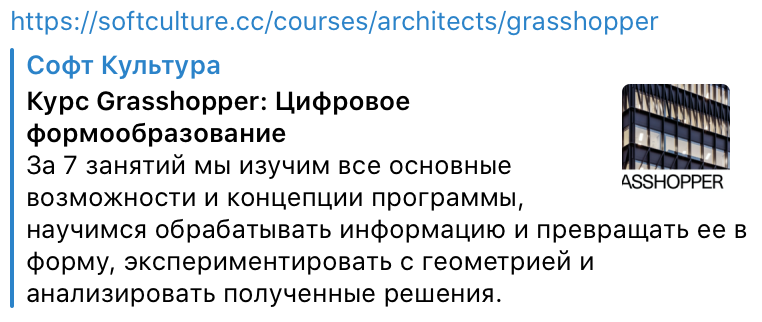 https://softculture.cc/courses/architects/grasshopper
Софт Культура
Курс Grasshopper: Цифровое
формообразование
За 7 занятий мы изучим все основные
возможности и концепции программы,
научимся обрабатывать информацию и превращать ее в
форму, экспериментировать с геометрией и
анализировать полученные решения.
ASSHOPPER